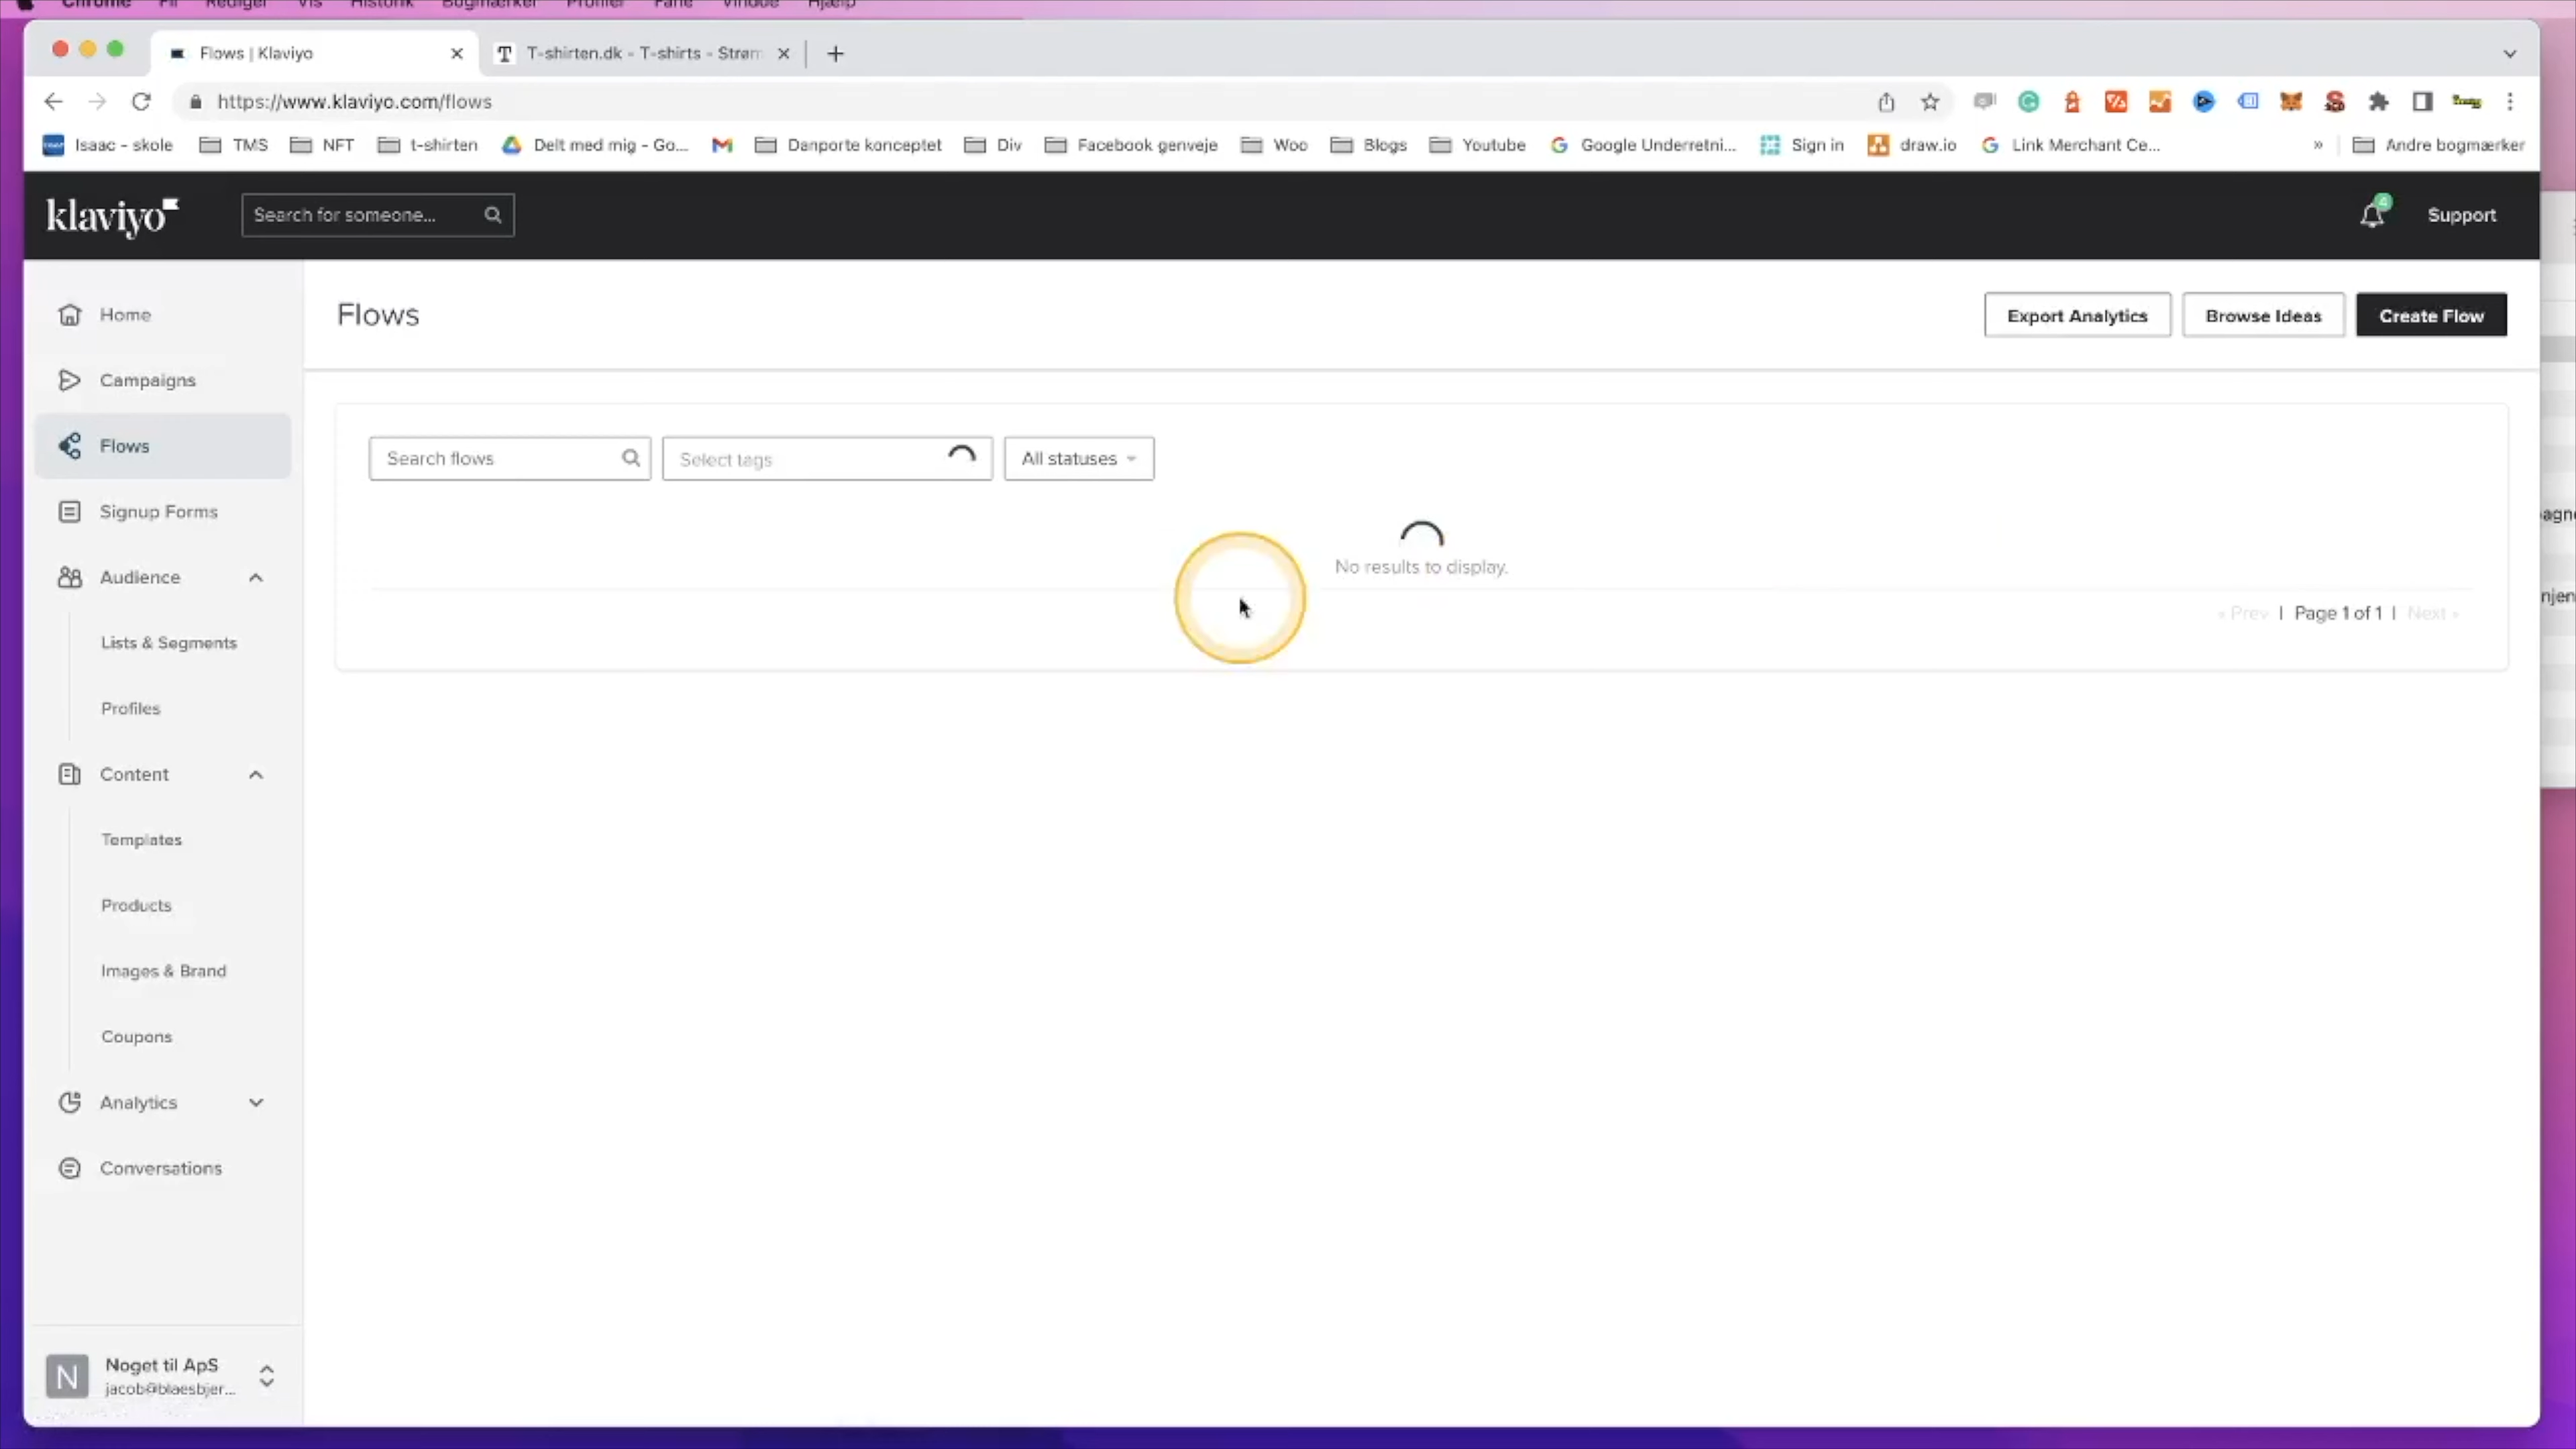 Chrome Fil Rediger Vis Historik Bogmærker Profiler Fane Vindue Hjælp
Flows | Klaviyo
T-shirten.dk - T-shirts - Strøm
https://www.klaviyo.com/flows
Isaac - skole TMS NFT t-shirten Delt med mig - Go... Danporte konceptet Div Facebook genveje Woo Blogs Youtube Google Underretni... Sign in draw.io Link Merchant Ce... » Andre bogmærker
klaviyo
Search for someone...
4
Support
Home
Campaigns
Flows
Signup Forms
Audience
Lists & Segments
Profiles
Content
Templates
Products
Images & Brand
Coupons
Analytics
Conversations
N
Noget til ApS
jacob@blaesbjer...
Flows
Export Analytics
Browse Ideas
Create Flow
Search flows
Select tags
All statuses
No results to display.
« Prev | Page 1 of 1 | Next »